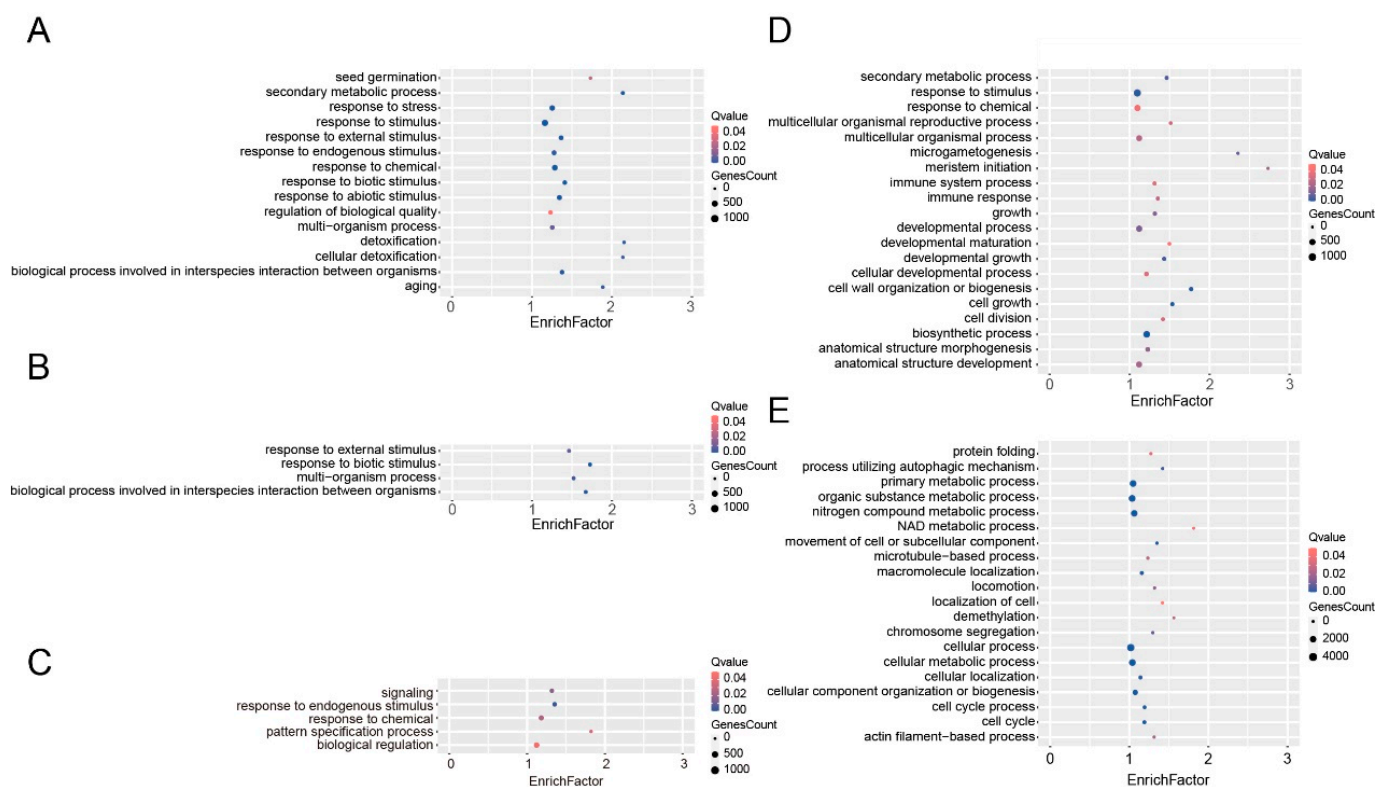 A
seed germination
secondary metabolic process
response to stress
response to stimulus
response to external stimulus
response to endogenous stimulus
response to chemical
response to biotic stimulus
response to abiotic stimulus
regulation of biological quality
multi-organism process
detoxification
cellular detoxification
biological process involved in interspecies interaction between organisms
aging
0 1 2 3
EnrichFactor
Qvalue
0.04
0.02
0.00
GenesCount
0
500
1000
B
response to external stimulus
response to biotic stimulus
multi-organism process
biological process involved in interspecies interaction between organisms
0 1 2 3
EnrichFactor
Qvalue
0.04
0.02
0.00
GenesCount
0
500
1000
C
signaling
response to endogenous stimulus
response to chemical
pattern specification process
biological regulation
0 1 2 3
EnrichFactor
Qvalue
0.04
0.02
0.00
GenesCount
0
500
1000
D
secondary metabolic process
response to stimulus
response to chemical
multicellular organismal reproductive process
multicellular organismal process
microgametogenesis
meristem initiation
immune system process
immune response
growth
developmental process
developmental maturation
developmental growth
cellular developmental process
cell wall organization or biogenesis
cell growth
cell division
biosynthetic process
anatomical structure morphogenesis
anatomical structure development
0 1 2 3
EnrichFactor
Qvalue
0.04
0.02
0.00
GenesCount
0
500
1000
E
protein folding
process utilizing autophagic mechanism
primary metabolic process
organic substance metabolic process
nitrogen compound metabolic process
NAD metabolic process
movement of cell or subcellular component
microtubule-based process
macromolecule localization
locomotion
localization of cell
demethylation
chromosome segregation
cellular process
cellular metabolic process
cellular localization
cellular component organization or biogenesis
cell cycle process
cell cycle
actin filament-based process
0 1 2 3
EnrichFactor
Qvalue
0.04
0.02
0.00
GenesCount
0
2000
4000